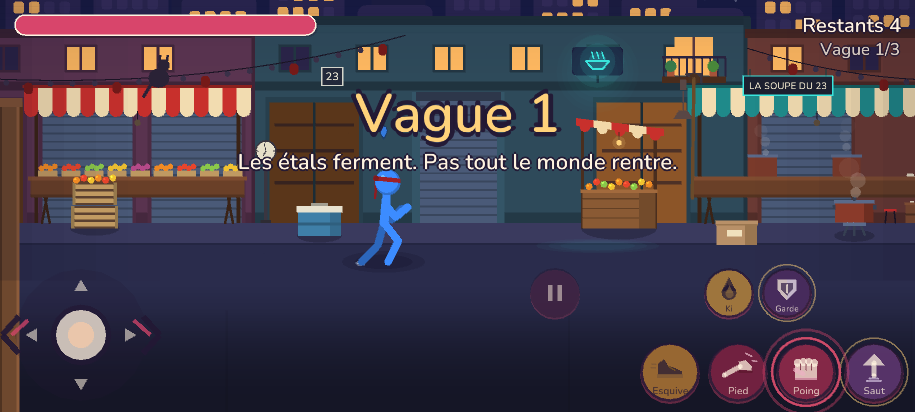 Restants 4
Vague 1/3
23
LA SOUPE DU 23
Vague 1
Les étals ferment. Pas tout le monde rentre.
Ki
Garde
Esquive
Pied
Poing
Saut